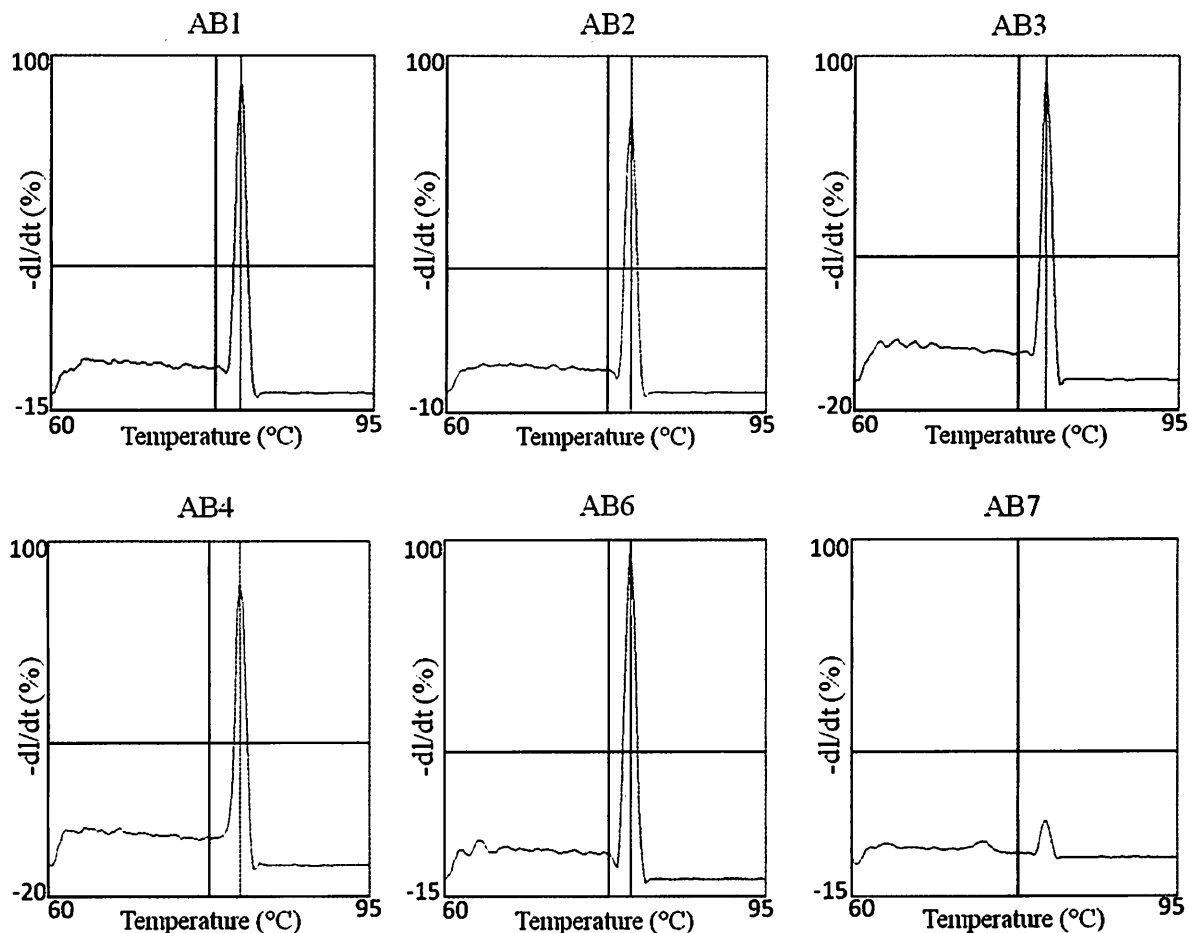 AB1
100
-dI/dt (%)
-15
60
95
Temperature (°C)
AB2
100
-dI/dt (%)
-10
60
95
Temperature (°C)
AB3
100
-dI/dt (%)
-20
60
95
Temperature (°C)
AB4
100
-dI/dt (%)
-20
60
95
Temperature (°C)
AB6
100
-dI/dt (%)
-15
60
95
Temperature (°C)
AB7
100
-dI/dt (%)
-15
60
95
Temperature (°C)